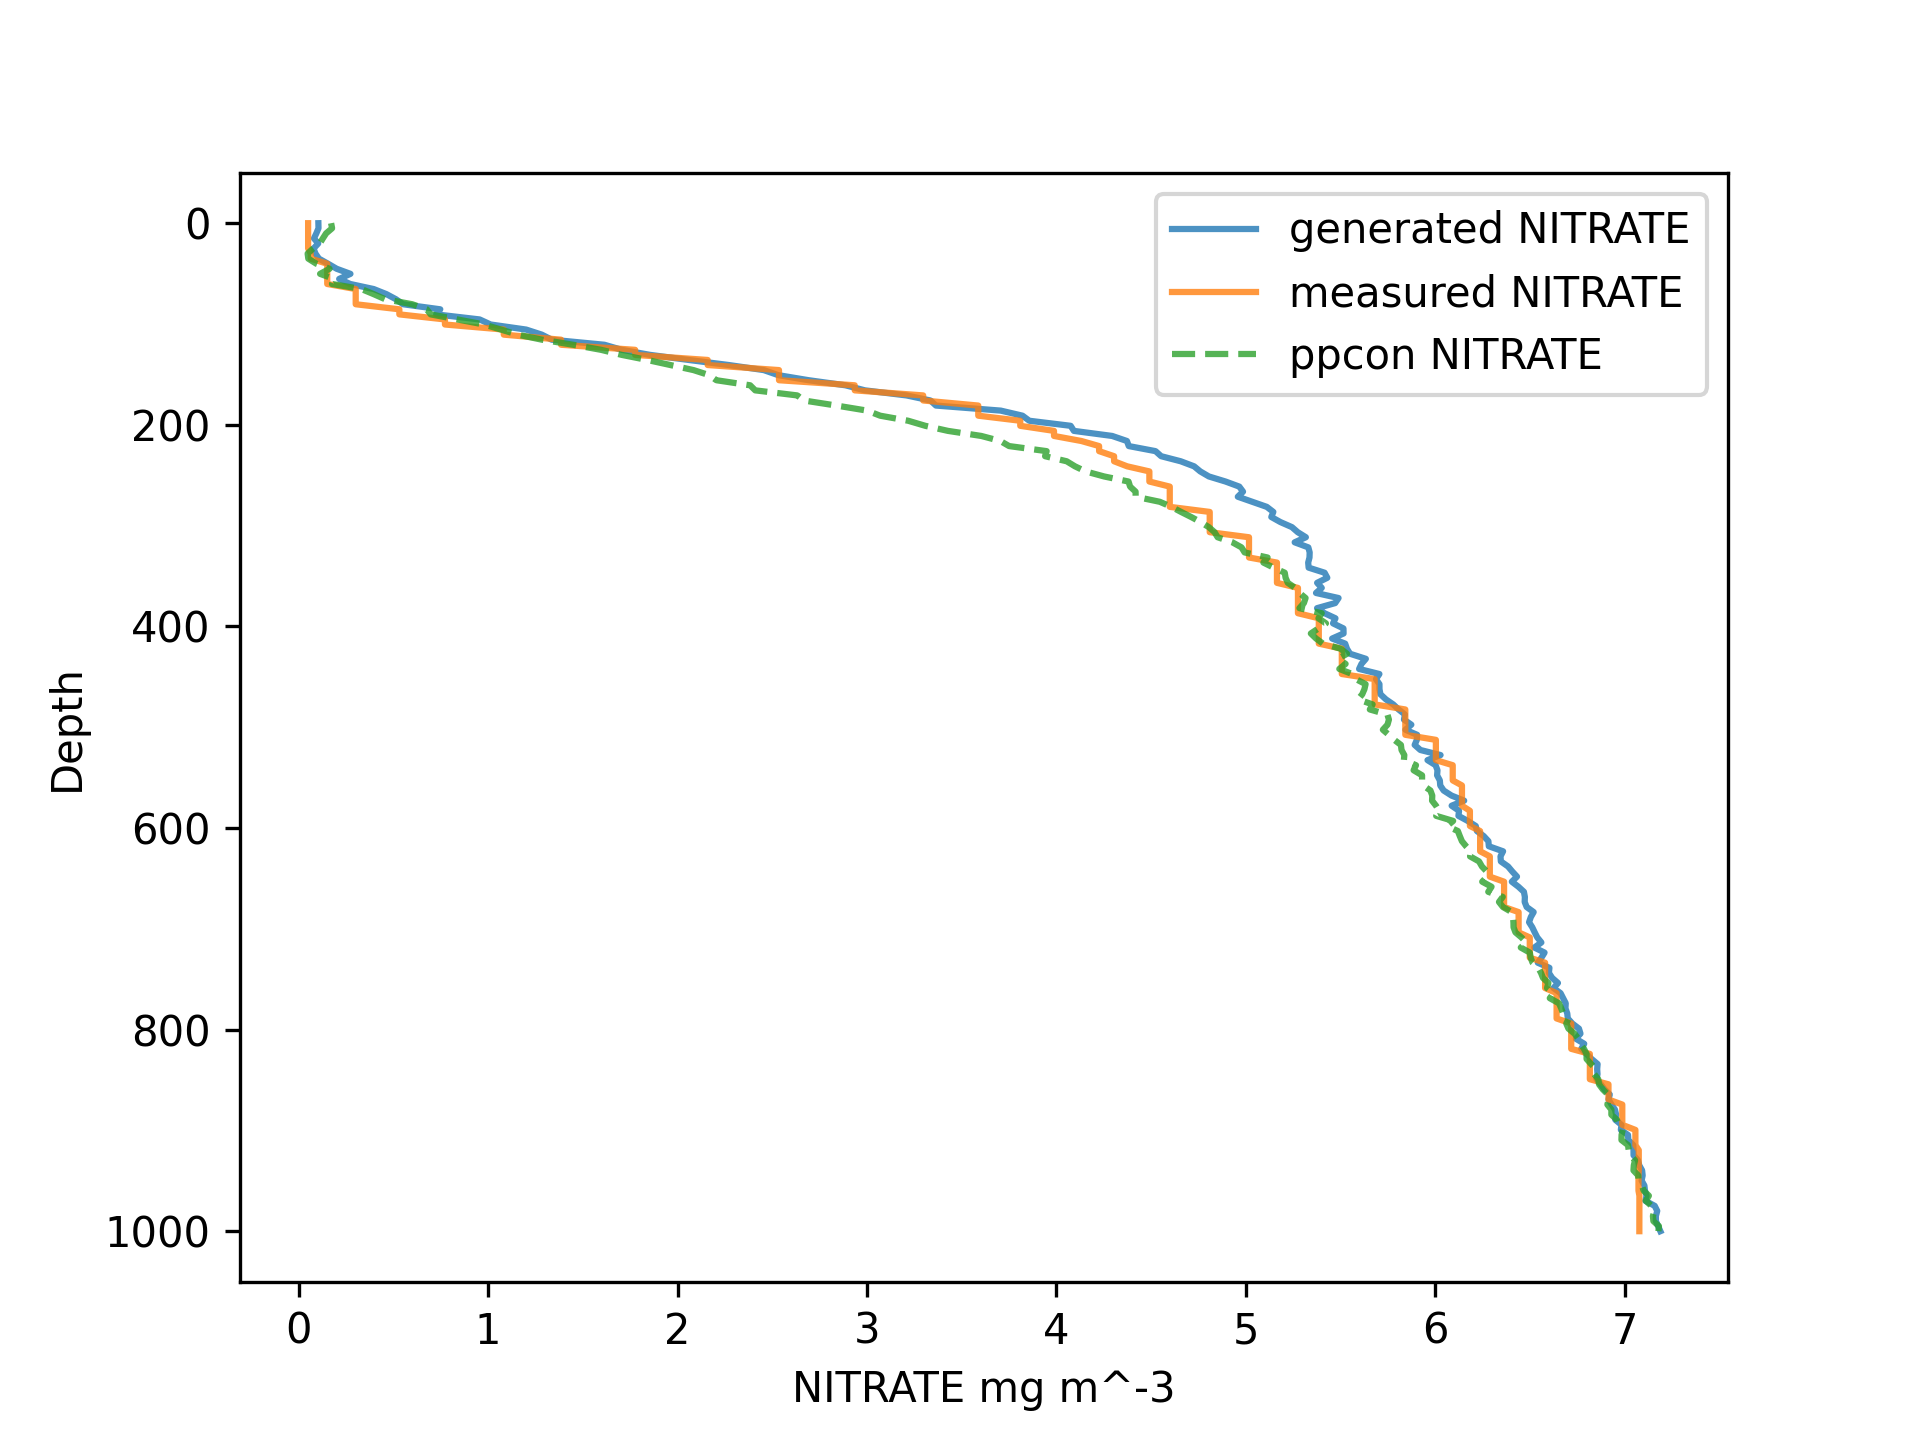 generated NITRATE
measured NITRATE
ppcon NITRATE
0
200
400
600
800
1000
Depth
0 1 2 3 4 5 6 7
NITRATE mg m^-3